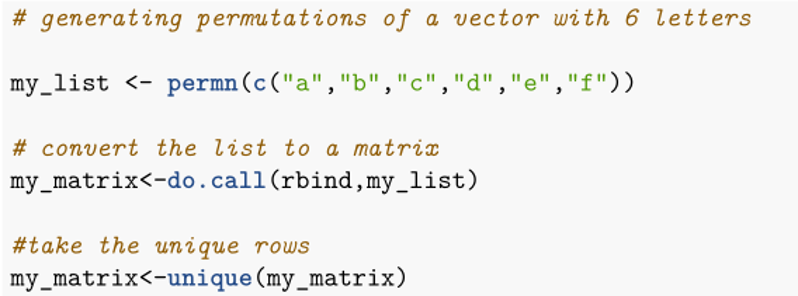 # generating permutations of a vector with 6 letters
my_list <- permn(c("a","b","c","d","e","f"))
# convert the list to a matrix
my_matrix<-do.call(rbind,my_list)
#take the unique rows
my_matrix<-unique(my_matrix)